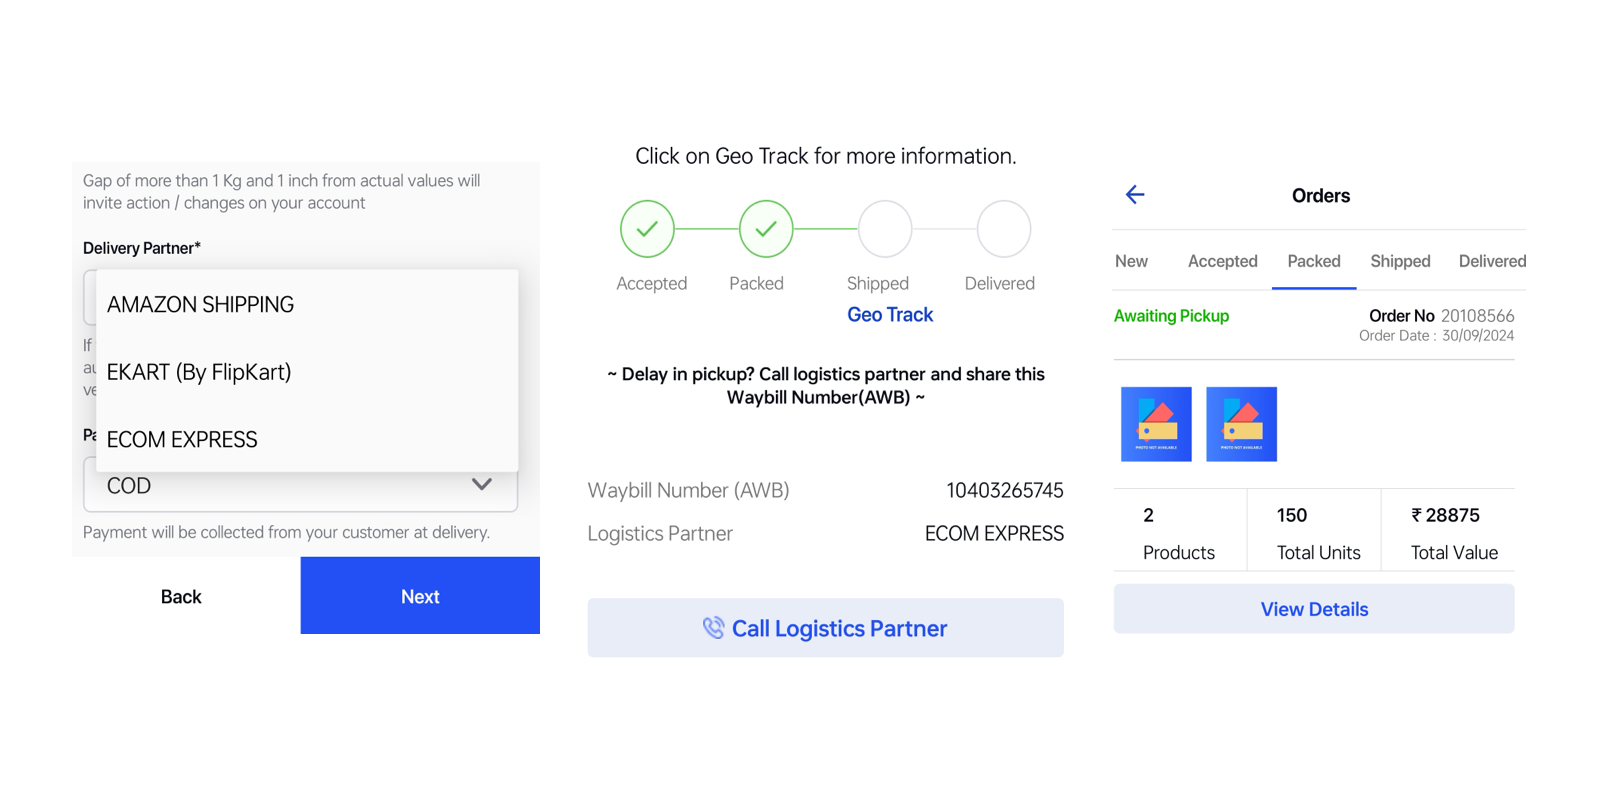 Gap of more than 1 Kg and 1 inch from actual values will
invite action / changes on your account
Delivery Partner*
AMAZON SHIPPING
If
EKART (By FlipKart)
au
ve
Pa
ECOM EXPRESS
COD
Payment will be collected from your customer at delivery.
Back
Next
Click on Geo Track for more information.
Accepted
Packed
Shipped
Delivered
Geo Track
~ Delay in pickup? Call logistics partner and share this
Waybill Number(AWB) ~
Waybill Number (AWB) 10403265745
Logistics Partner ECOM EXPRESS
Call Logistics Partner
Orders
New Accepted Packed Shipped Delivered
Awaiting Pickup
Order No 20108566
Order Date : 30/09/2024
PHOTO NOT AVAILABLE
PHOTO NOT AVAILABLE
2 150 ₹ 28875
Products Total Units Total Value
View Details